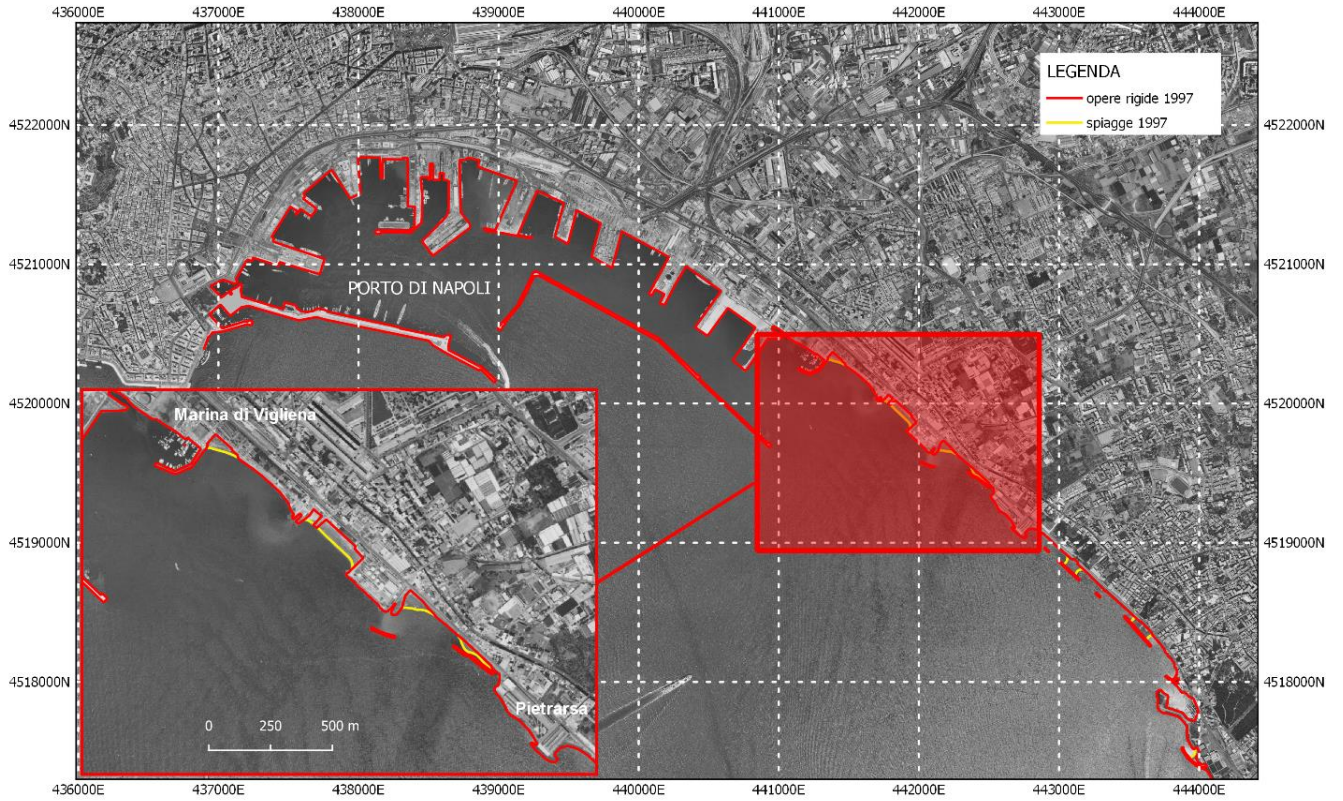 436000E 437000E 438000E 439000E 440000E 441000E 442000E 443000E 444000E
LEGENDA
opere rigide 1997
spiagge 1997
4522000N 4522000N
4521000N 4521000N
PORTO DI NAPOLI
4520000N 4520000N
Marina di Vigliena
4519000N 4519000N
4518000N 4518000N
Pietrarsa
0 250 500 m
436000E 437000E 438000E 439000E 440000E 441000E 442000E 443000E 444000E